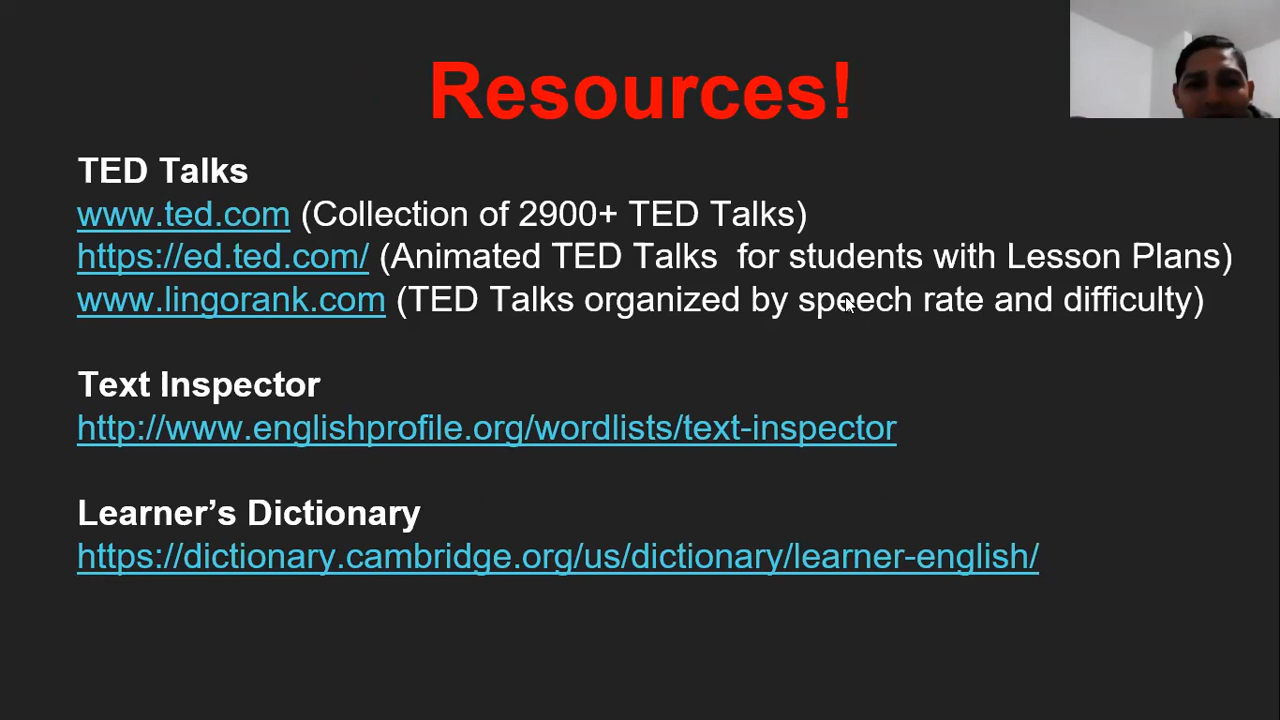 Resources!
TED Talks
www.ted.com (Collection of 2900+ TED Talks)
https://ed.ted.com/ (Animated TED Talks  for students with Lesson Plans)
www.lingorank.com (TED Talks organized by speech rate and difficulty)
Text Inspector
http://www.englishprofile.org/wordlists/text-inspector
Learner’s Dictionary
https://dictionary.cambridge.org/us/dictionary/learner-english/